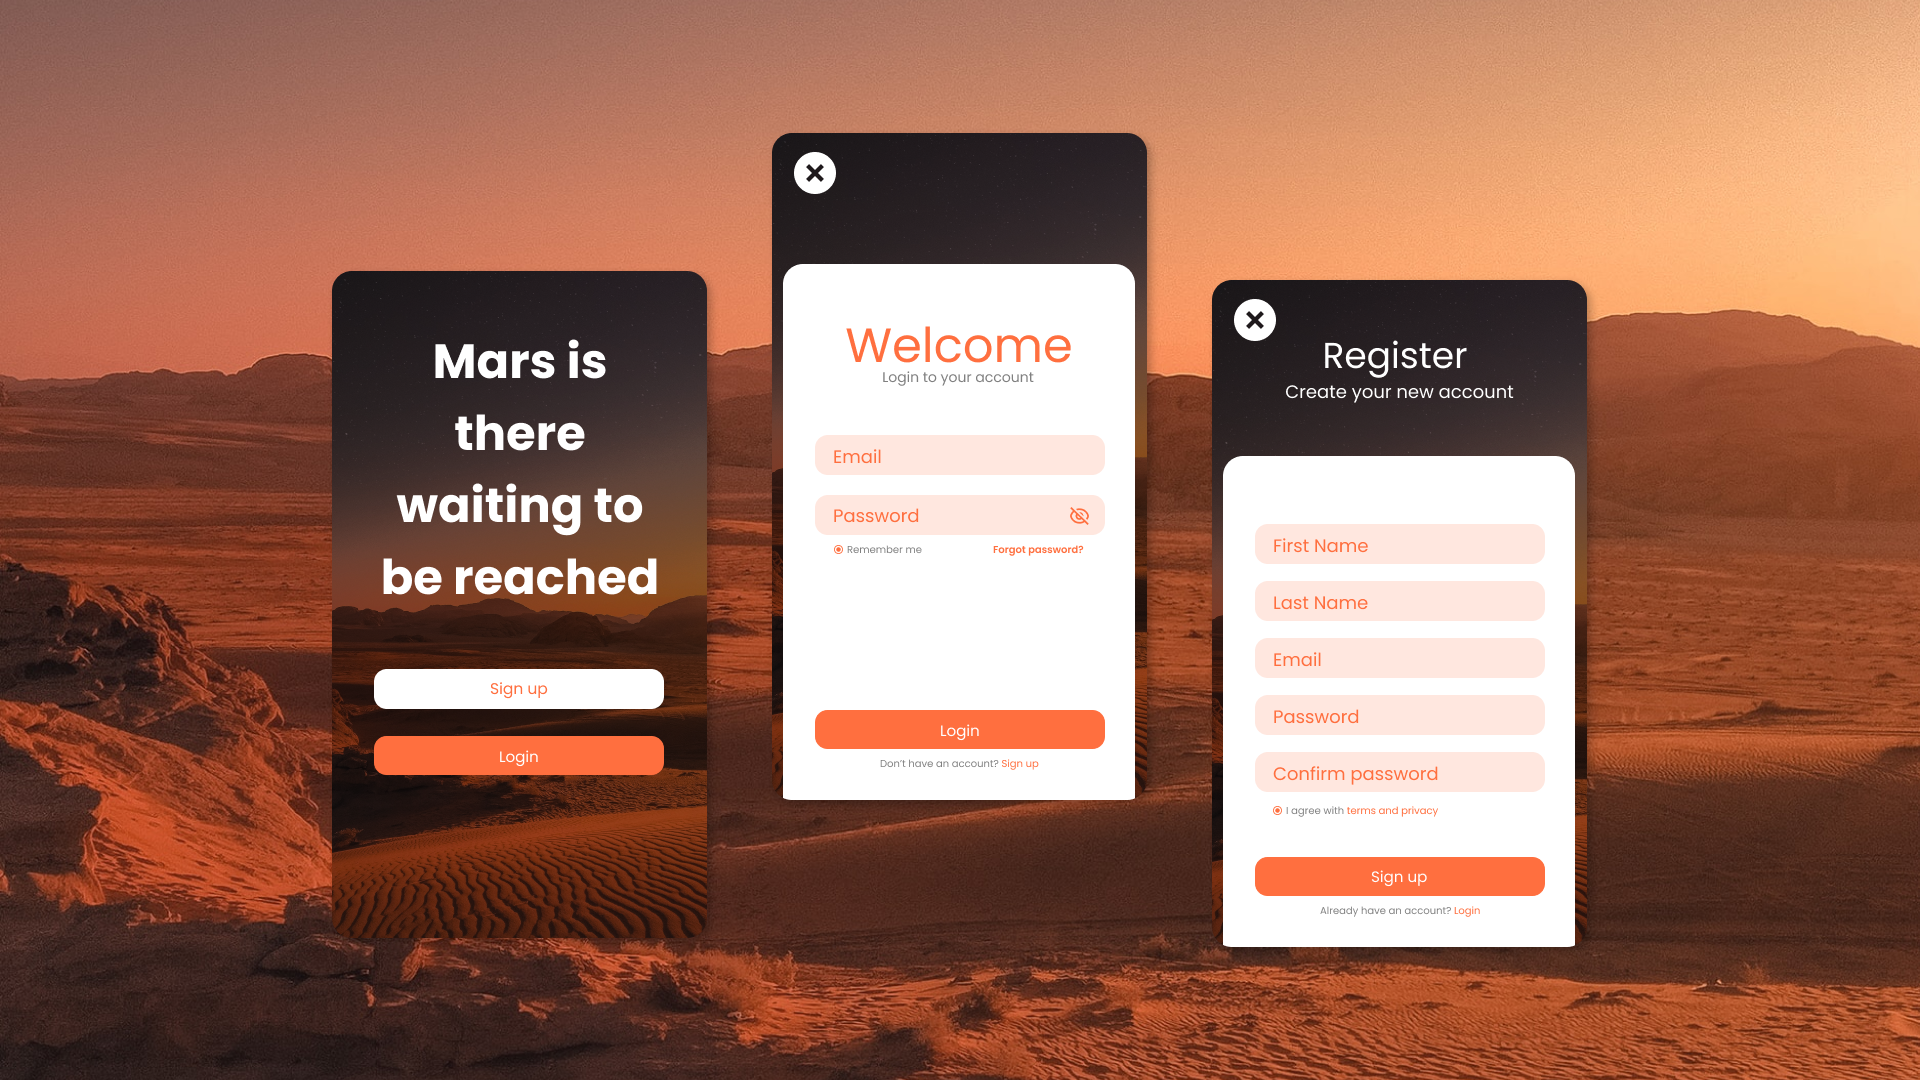 Mars is
there
waiting to
be reached
Sign up
Login
Welcome
Login to your account
Email
Password
Remember me
Forgot password?
Login
Don't have an account? Sign up
Register
Create your new account
First Name
Last Name
Email
Password
Confirm password
I agree with terms and privacy
Sign up
Already have an account? Login